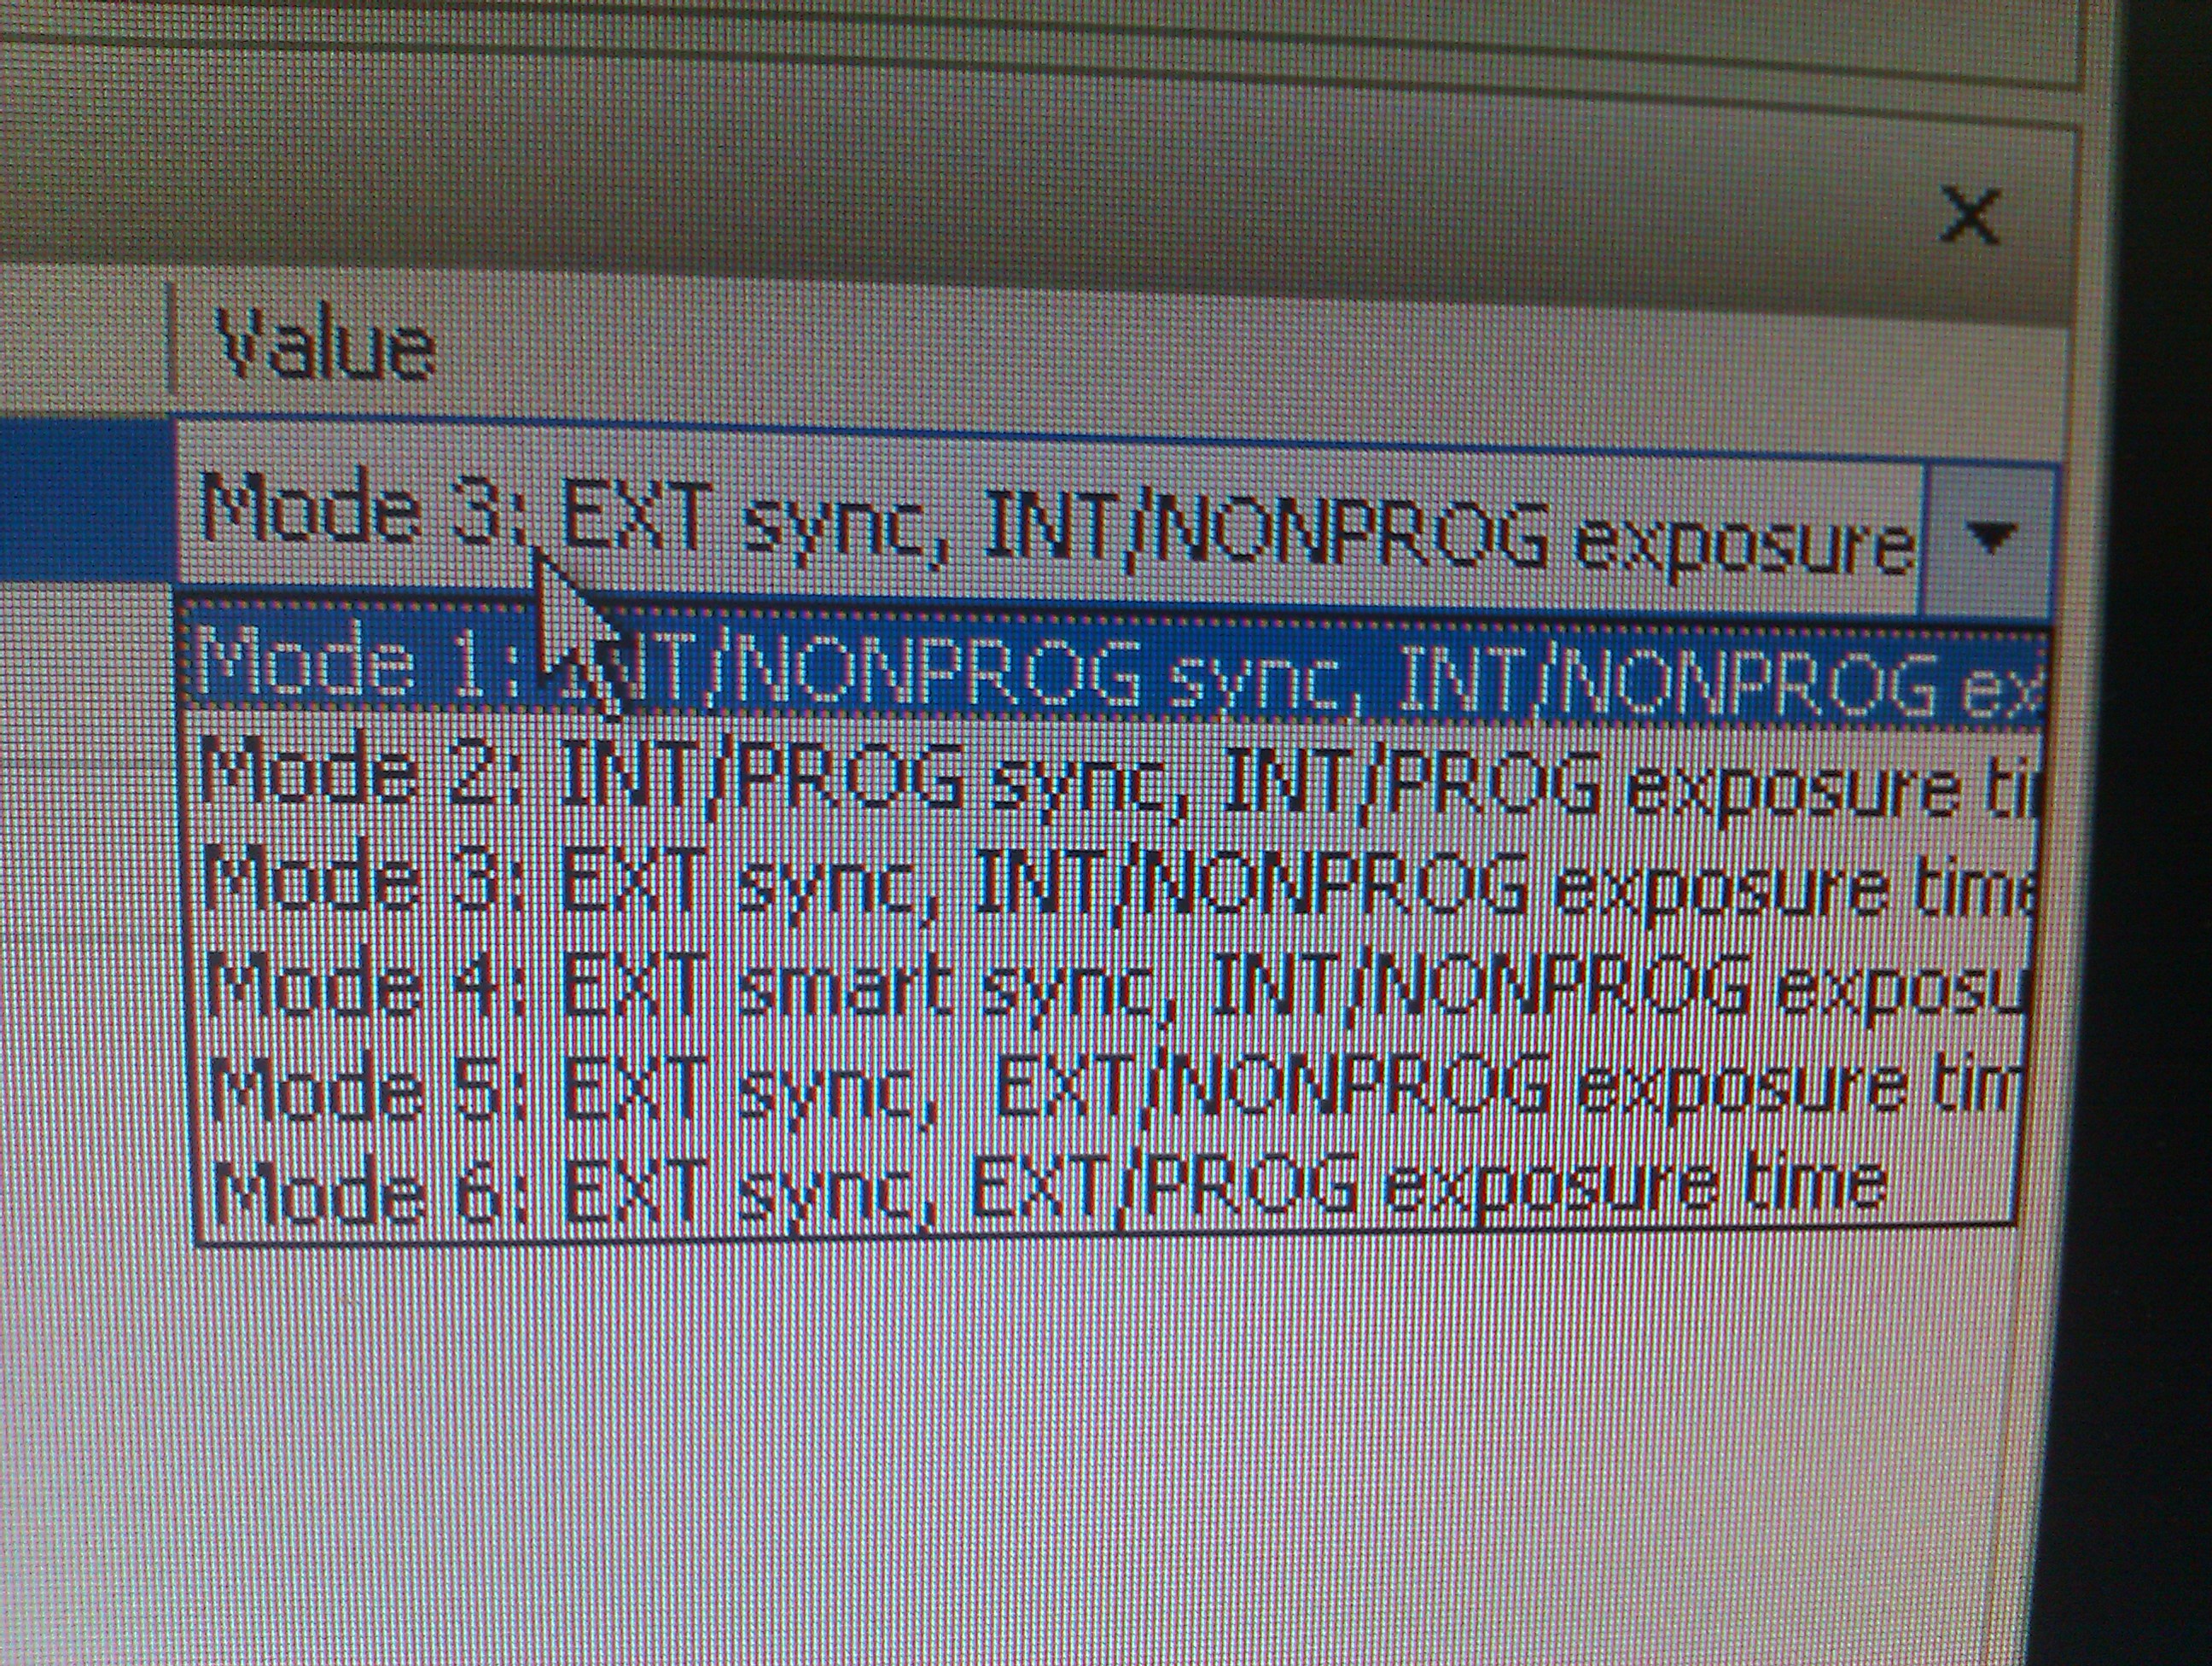 Value
Mode 3: EXT sync, INT/NONPROG exposure
Mode 1: INT/NONPROG sync, INT/NONPROG ex
Mode 2: INT/PROG sync, INT/PROG exposure ti
Mode 3: EXT sync, INT/NONPROG exposure time
Mode 4: EXT smart sync, INT/NONPROG exposu
Mode 5: EXT sync, EXT/NONPROG exposure tim
Mode 6: EXT sync, EXT/PROG exposure time